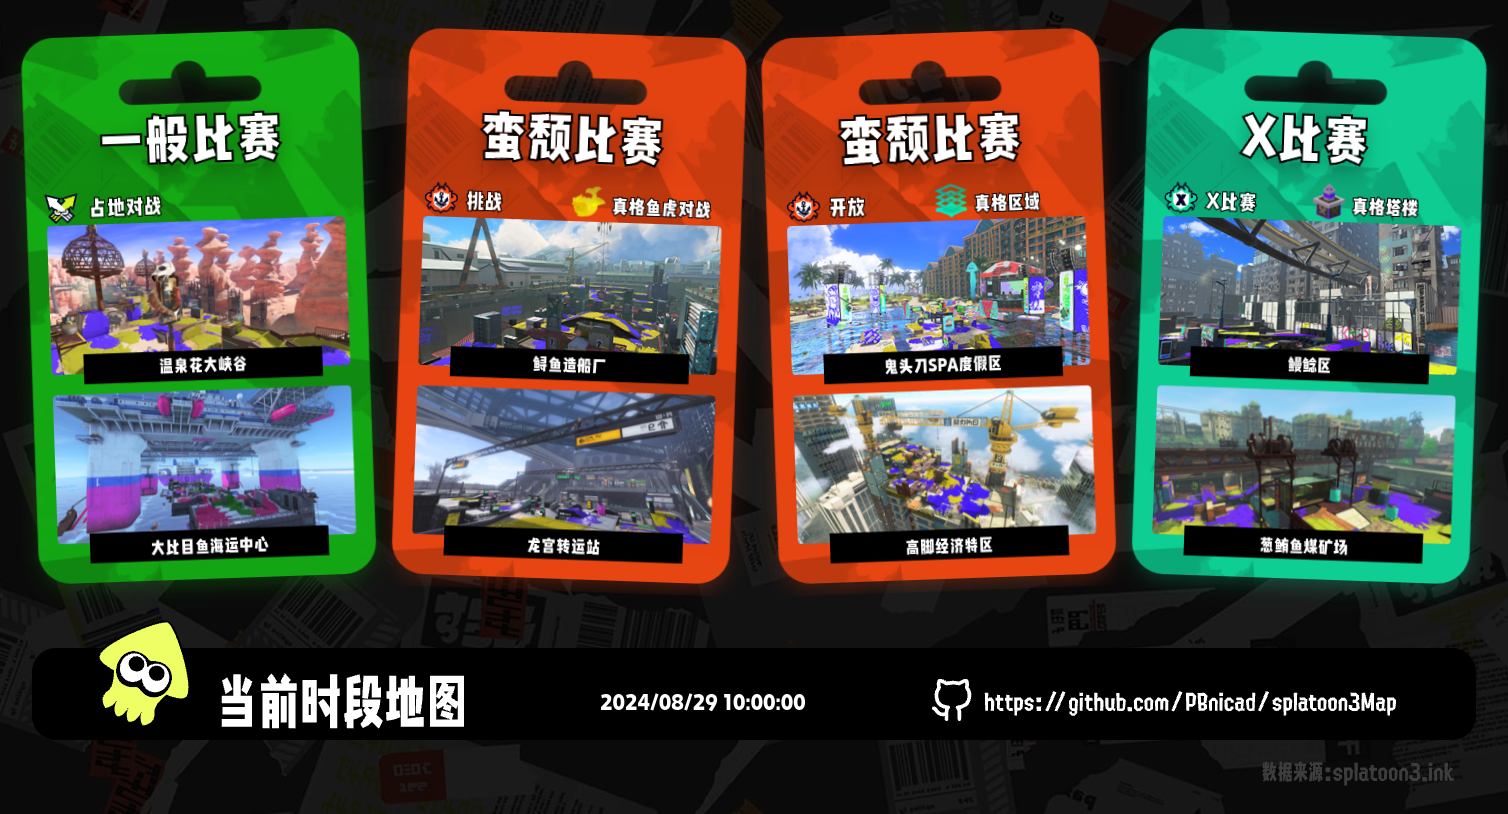 一般比赛
占地对战
温泉花大峡谷
大比目鱼海运中心
蛮颓比赛
挑战
真格鱼虎对战
鲟鱼造船厂
龙宫转运站
蛮颓比赛
开放
真格区域
鬼头刀SPA度假区
高脚经济特区
X比赛
X比赛
真格塔楼
鳗鲶区
葱鲔鱼煤矿场
当前时段地图
2024/08/29 10:00:00
https://github.com/PBnicad/splatoon3Map
数据来源:splatoon3.ink